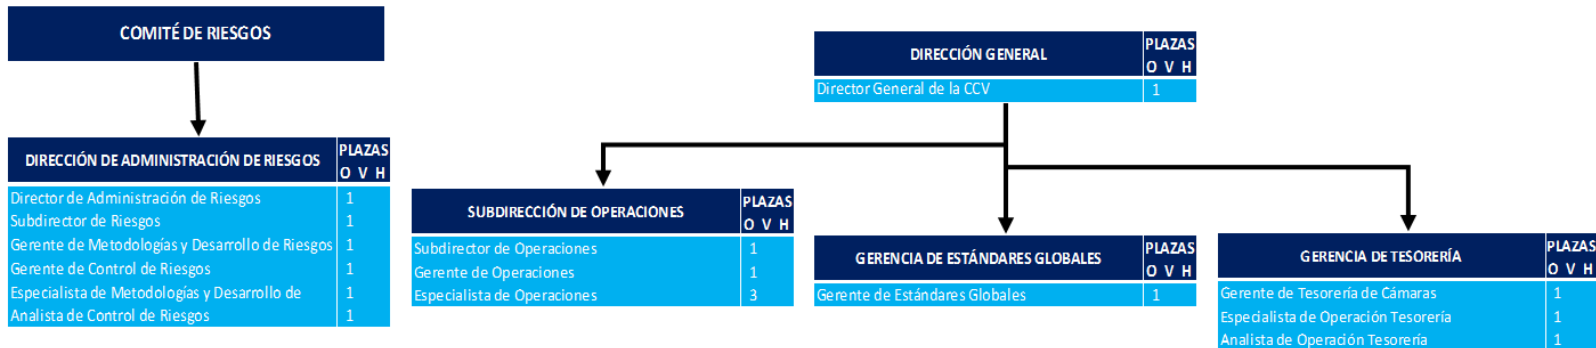 COMITÉ DE RIESGOS
DIRECCIÓN DE ADMINISTRACIÓN DE RIESGOS PLAZAS
O V H
Director de Administración de Riesgos 1
Subdirector de Riesgos 1
Gerente de Metodologías y Desarrollo de Riesgos 1
Gerente de Control de Riesgos 1
Especialista de Metodologías y Desarrollo de 1
Analista de Control de Riesgos 1
DIRECCIÓN GENERAL PLAZAS
O V H
Director General de la CCV 1
SUBDIRECCIÓN DE OPERACIONES PLAZAS
O V H
Subdirector de Operaciones 1
Gerente de Operaciones 1
Especialista de Operaciones 3
GERENCIA DE ESTÁNDARES GLOBALES PLAZAS
O V H
Gerente de Estándares Globales 1
GERENCIA DE TESORERÍA PLAZAS
O V H
Gerente de Tesorería de Cámaras 1
Especialista de Operación Tesorería 1
Analista de Operación Tesorería 1